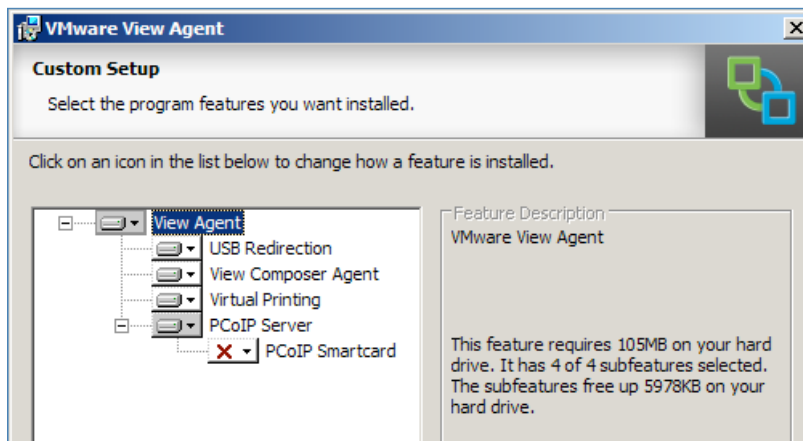 VMware View Agent
Custom Setup
Select the program features you want installed.
Click on an icon in the list below to change how a feature is installed.
View Agent
USB Redirection
View Composer Agent
Virtual Printing
PCoIP Server
PCoIP Smartcard
Feature Description
VMware View Agent
This feature requires 105MB on your hard
drive. It has 4 of 4 subfeatures selected.
The subfeatures free up 5978KB on your
hard drive.